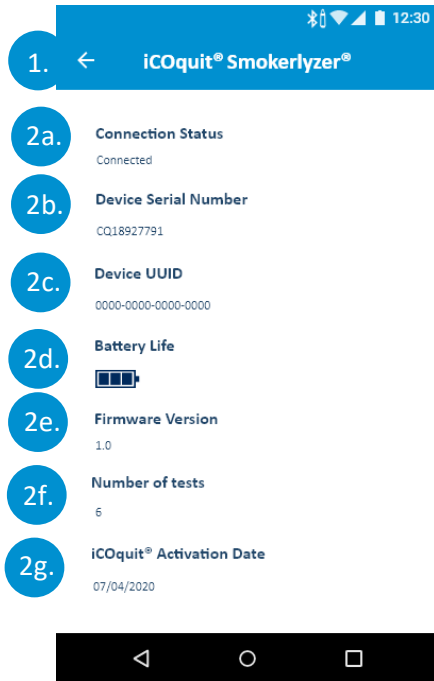 12:30
1. iCOquit® Smokerlyzer®
2a. Connection Status
Connected
2b. Device Serial Number
CQ18927791
2c. Device UUID
0000-0000-0000-0000
2d. Battery Life
2e. Firmware Version
1.0
2f. Number of tests
6
2g. iCOquit® Activation Date
07/04/2020